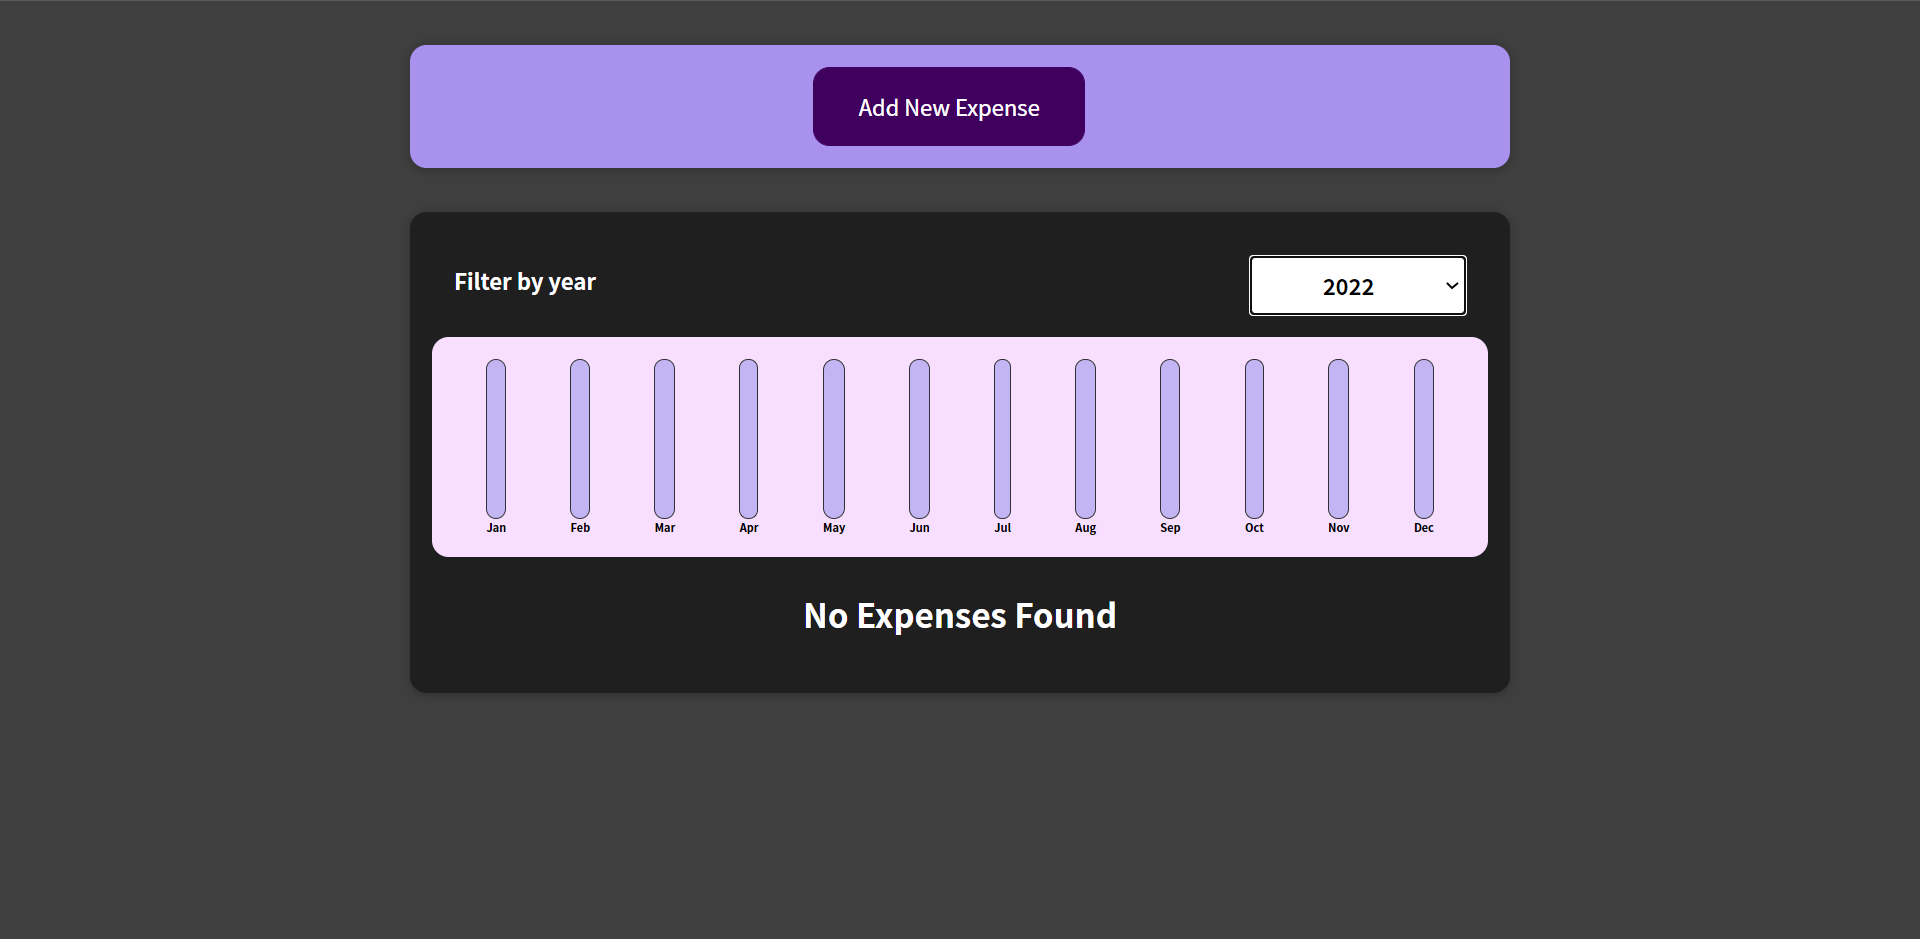 Add New Expense
Filter by year
2022
Jan Feb Mar Apr May Jun Jul Aug Sep Oct Nov Dec
No Expenses Found